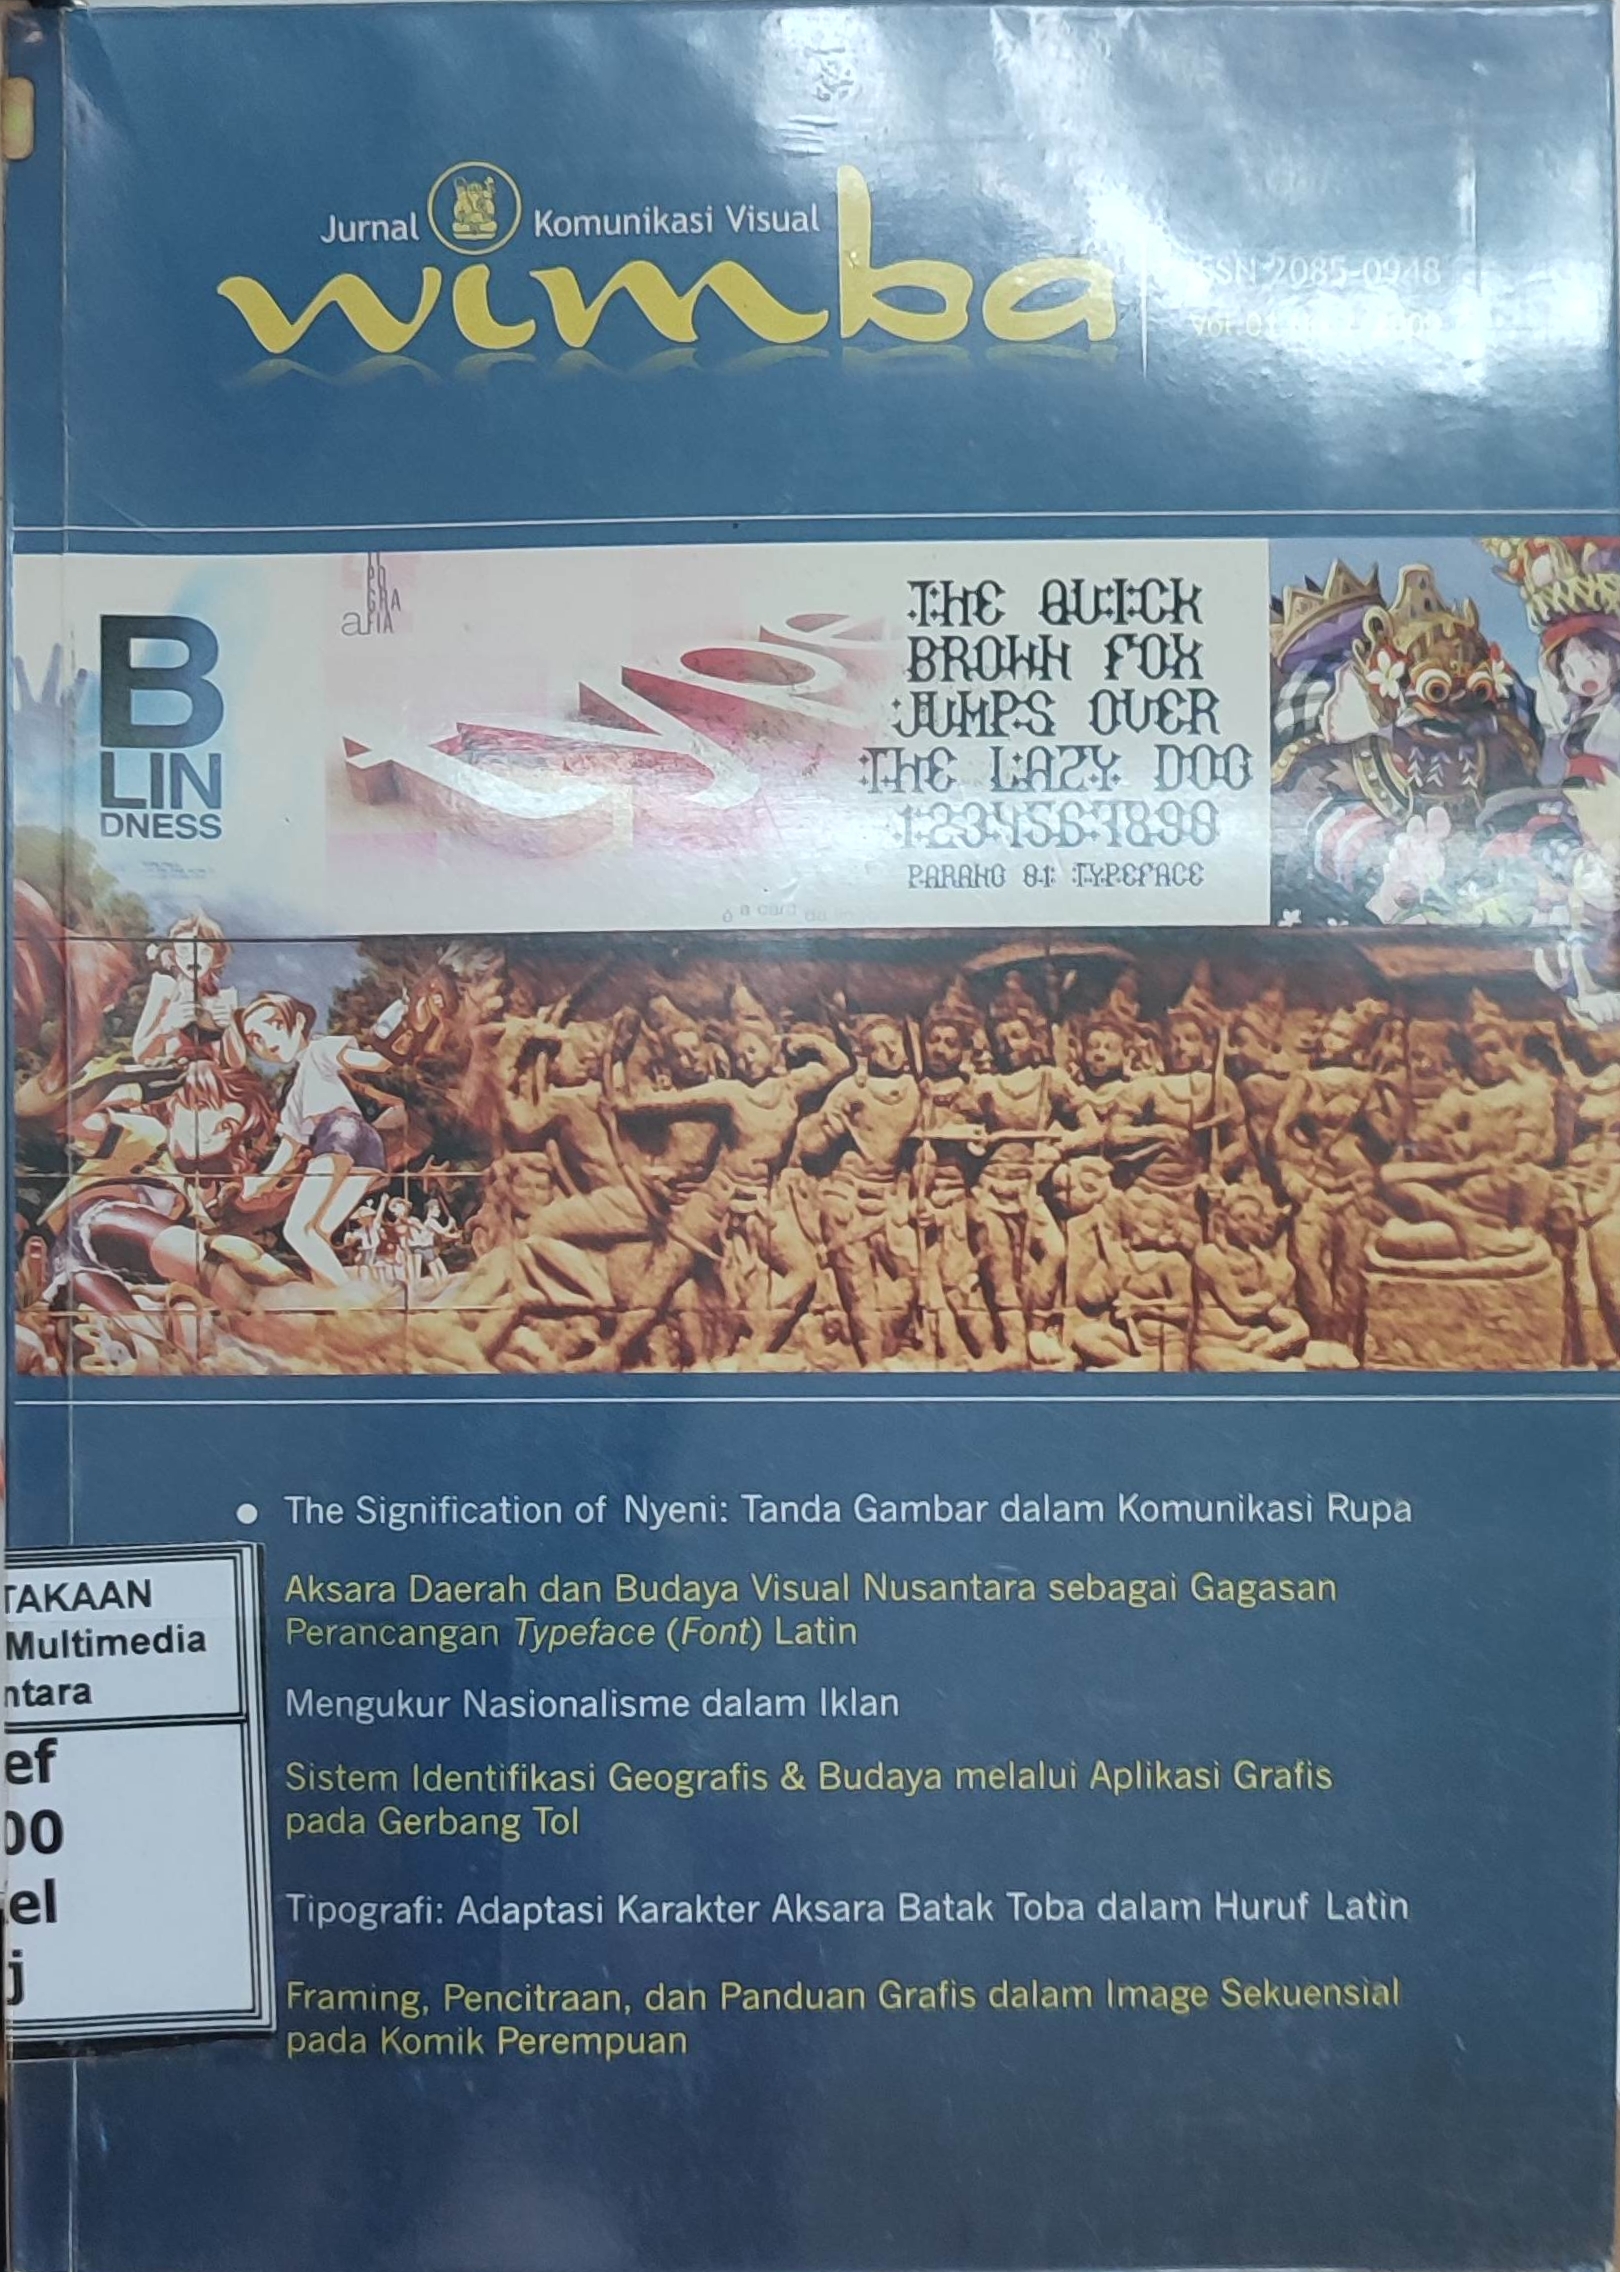 Jurnal Komunikasi Visual
wimba
ISSN 2085-0948
B
LIN
DNESS
a
type
THE QUICK
BROWN FOX
JUMPS OVER
THE LAZY DOG
1234567890
PARANG 01 TYPEFACE
• The Signification of Nyeni: Tanda Gambar dalam Komunikasi Rupa
Aksara Daerah dan Budaya Visual Nusantara sebagai Gagasan
Perancangan Typeface (Font) Latin
Mengukur Nasionalisme dalam Iklan
Sistem Identifikasi Geografis & Budaya melalui Aplikasi Grafis
pada Gerbang Tol
Tipografi: Adaptasi Karakter Aksara Batak Toba dalam Huruf Latin
Framing, Pencitraan, dan Panduan Grafis dalam Image Sekuensial
pada Komik Perempuan
TAKAAN
Multimedia
ntara
ef
00
el
j